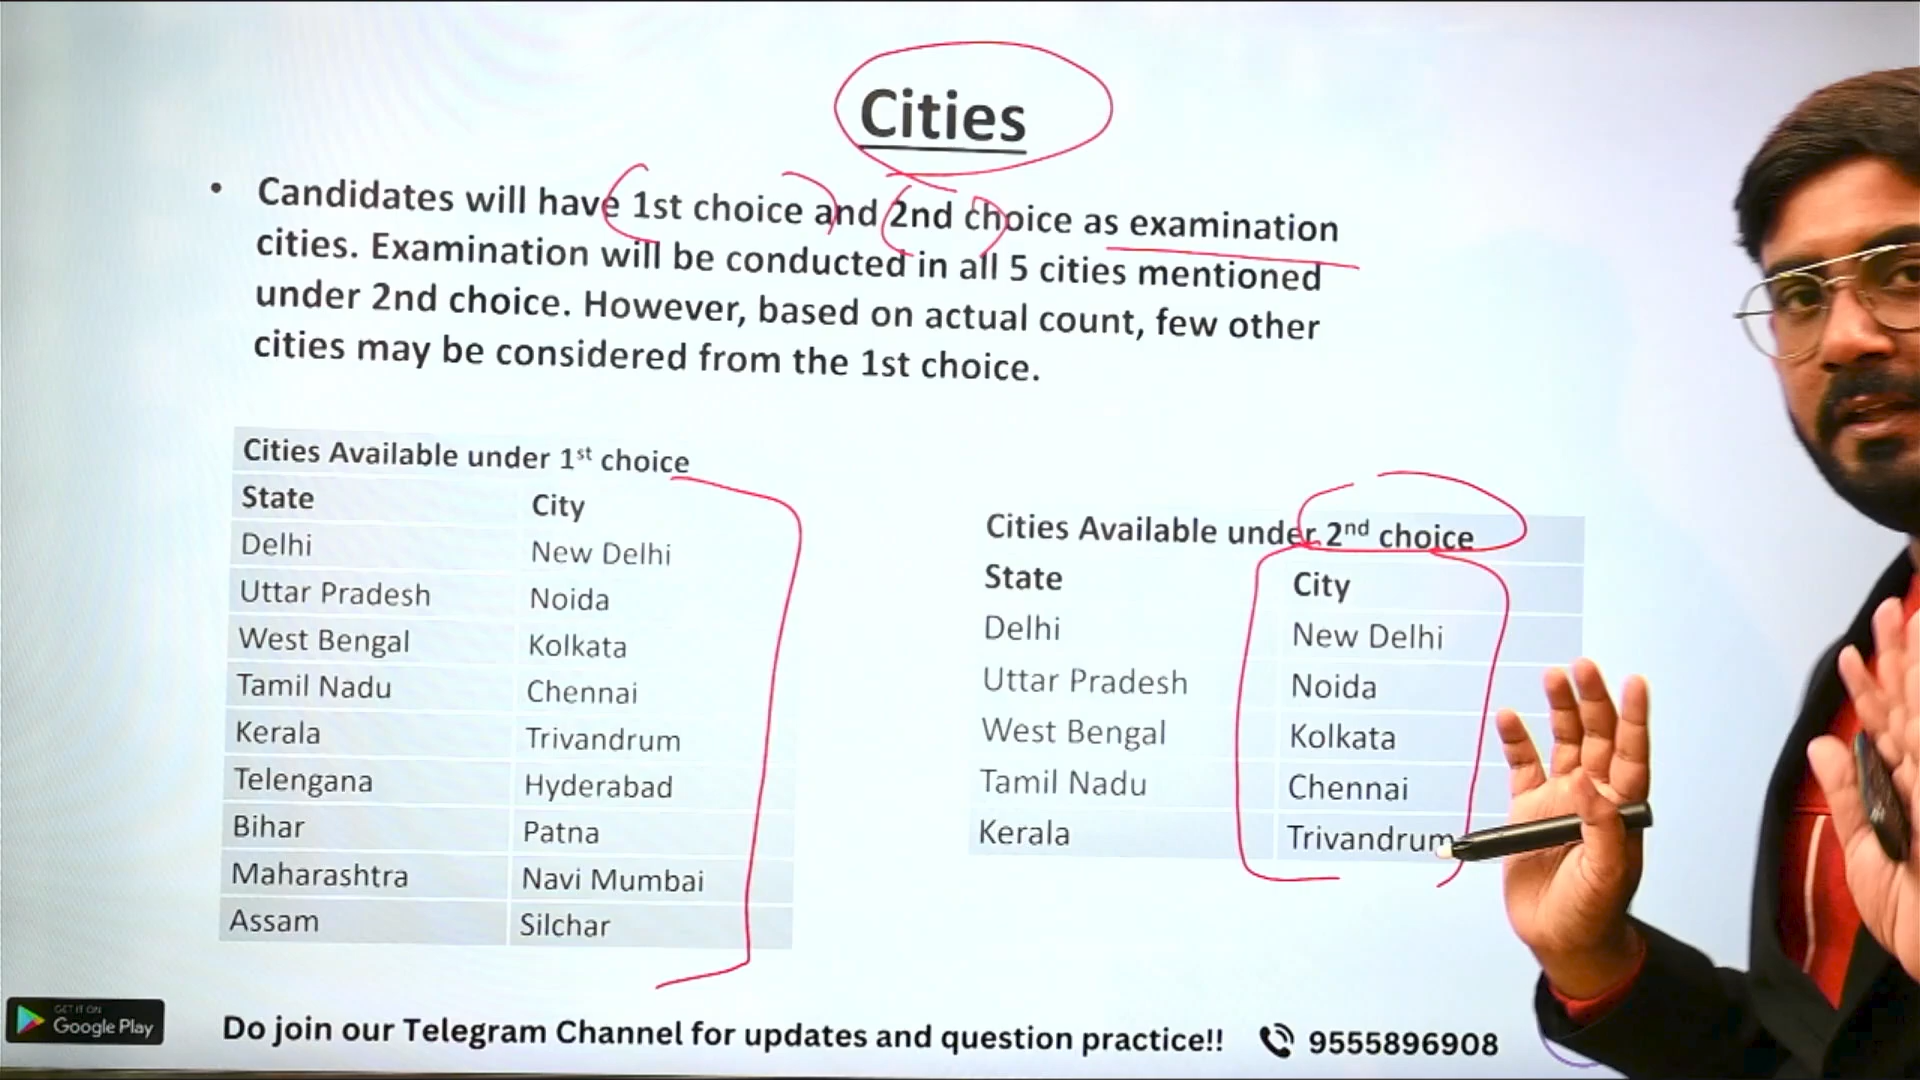 Cities
• Candidates will have 1st choice and 2nd choice as examination
cities. Examination will be conducted in all 5 cities mentioned
under 2nd choice. However, based on actual count, few other
cities may be considered from the 1st choice.
Cities Available under 1st choice
State City
Delhi New Delhi
Uttar Pradesh Noida
West Bengal Kolkata
Tamil Nadu Chennai
Kerala Trivandrum
Telengana Hyderabad
Bihar Patna
Maharashtra Navi Mumbai
Assam Silchar
Cities Available under 2nd choice
State City
Delhi New Delhi
Uttar Pradesh Noida
West Bengal Kolkata
Tamil Nadu Chennai
Kerala Trivandrum
GET IT ON
Google Play
Do join our Telegram Channel for updates and question practice!! 9555896908